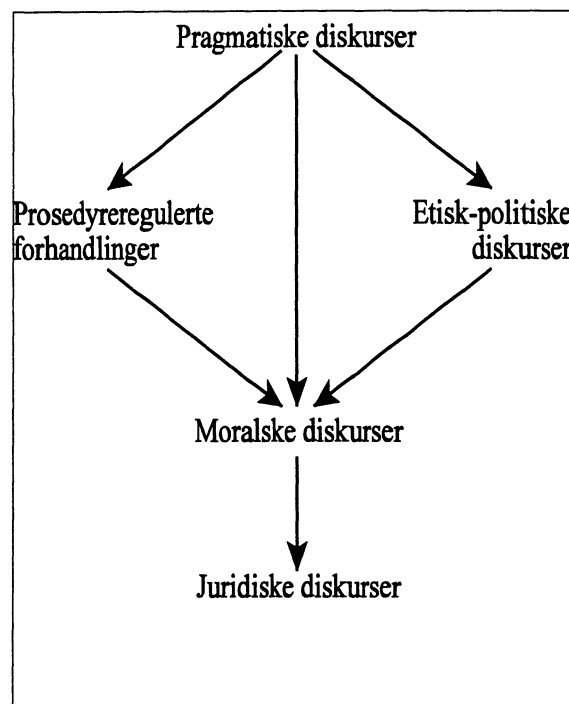 Pragmatiske diskurser
Prosedyreregulerte
forhandlinger
Etisk-politiske
diskurser
Moralske diskurser
Juridiske diskurser